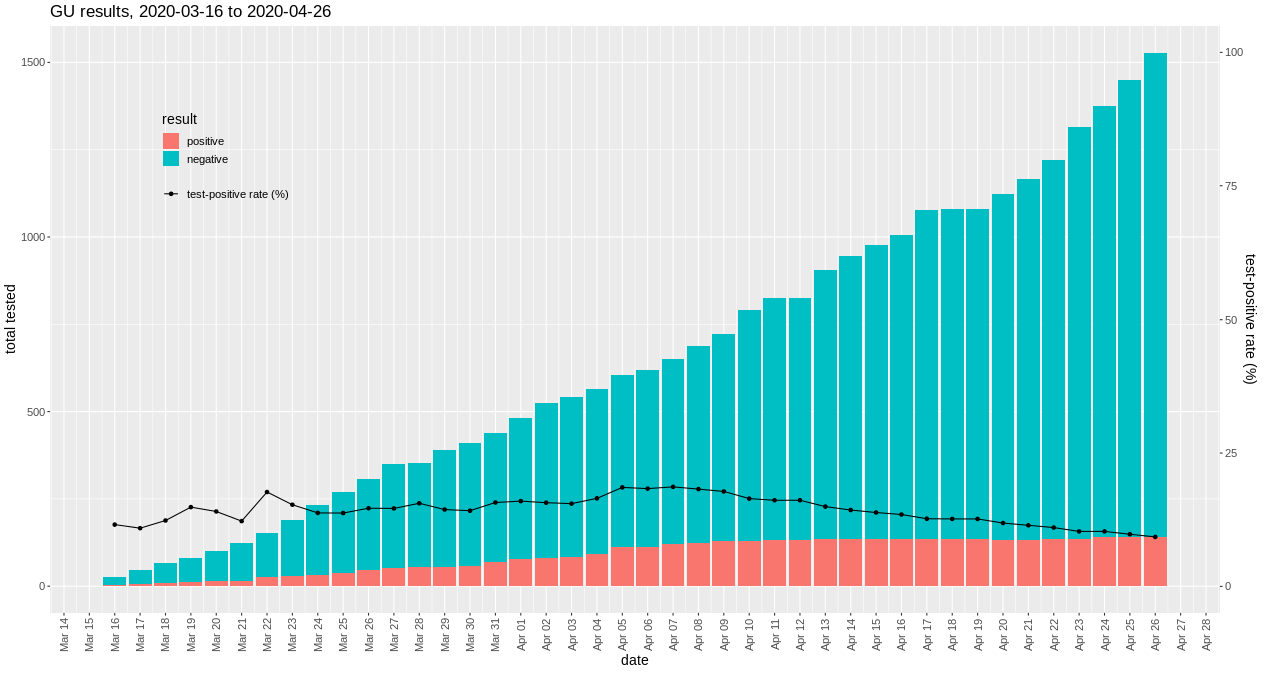 GU results, 2020-03-16 to 2020-04-26
1500
1000
500
0
total tested
result
positive
negative
test-positive rate (%)
100
75
50
25
0
test-positive rate (%)
Mar 14
Mar 15
Mar 16
Mar 17
Mar 18
Mar 19
Mar 20
Mar 21
Mar 22
Mar 23
Mar 24
Mar 25
Mar 26
Mar 27
Mar 28
Mar 29
Mar 30
Mar 31
Apr 01
Apr 02
Apr 03
Apr 04
Apr 05
Apr 06
Apr 07
Apr 08
Apr 09
Apr 10
Apr 11
Apr 12
Apr 13
Apr 14
Apr 15
Apr 16
Apr 17
Apr 18
Apr 19
Apr 20
Apr 21
Apr 22
Apr 23
Apr 24
Apr 25
Apr 26
Apr 27
Apr 28
date